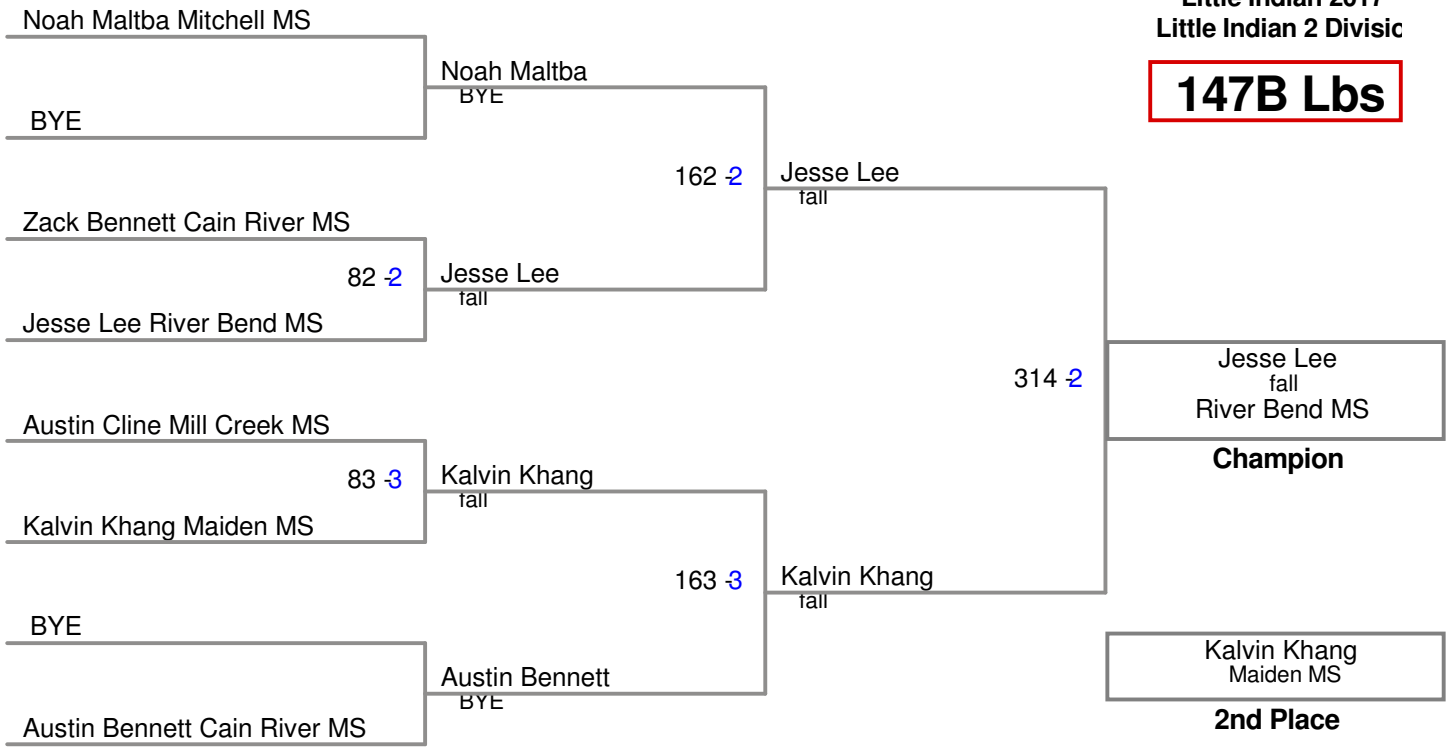 Little Indian 2017
Little Indian 2 Divisio
147B Lbs
Noah Maltba Mitchell MS
BYE
Zack Bennett Cain River MS
82 -2
Jesse Lee River Bend MS
Austin Cline Mill Creek MS
83 -3
Kalvin Khang Maiden MS
BYE
Austin Bennett Cain River MS
Noah Maltba
BYE
162 -2
Jesse Lee
fall
Kalvin Khang
fall
163 -3
Austin Bennett
BYE
Jesse Lee
fall
314 -2
Kalvin Khang
fall
Jesse Lee
fall
River Bend MS
Champion
Kalvin Khang
Maiden MS
2nd Place